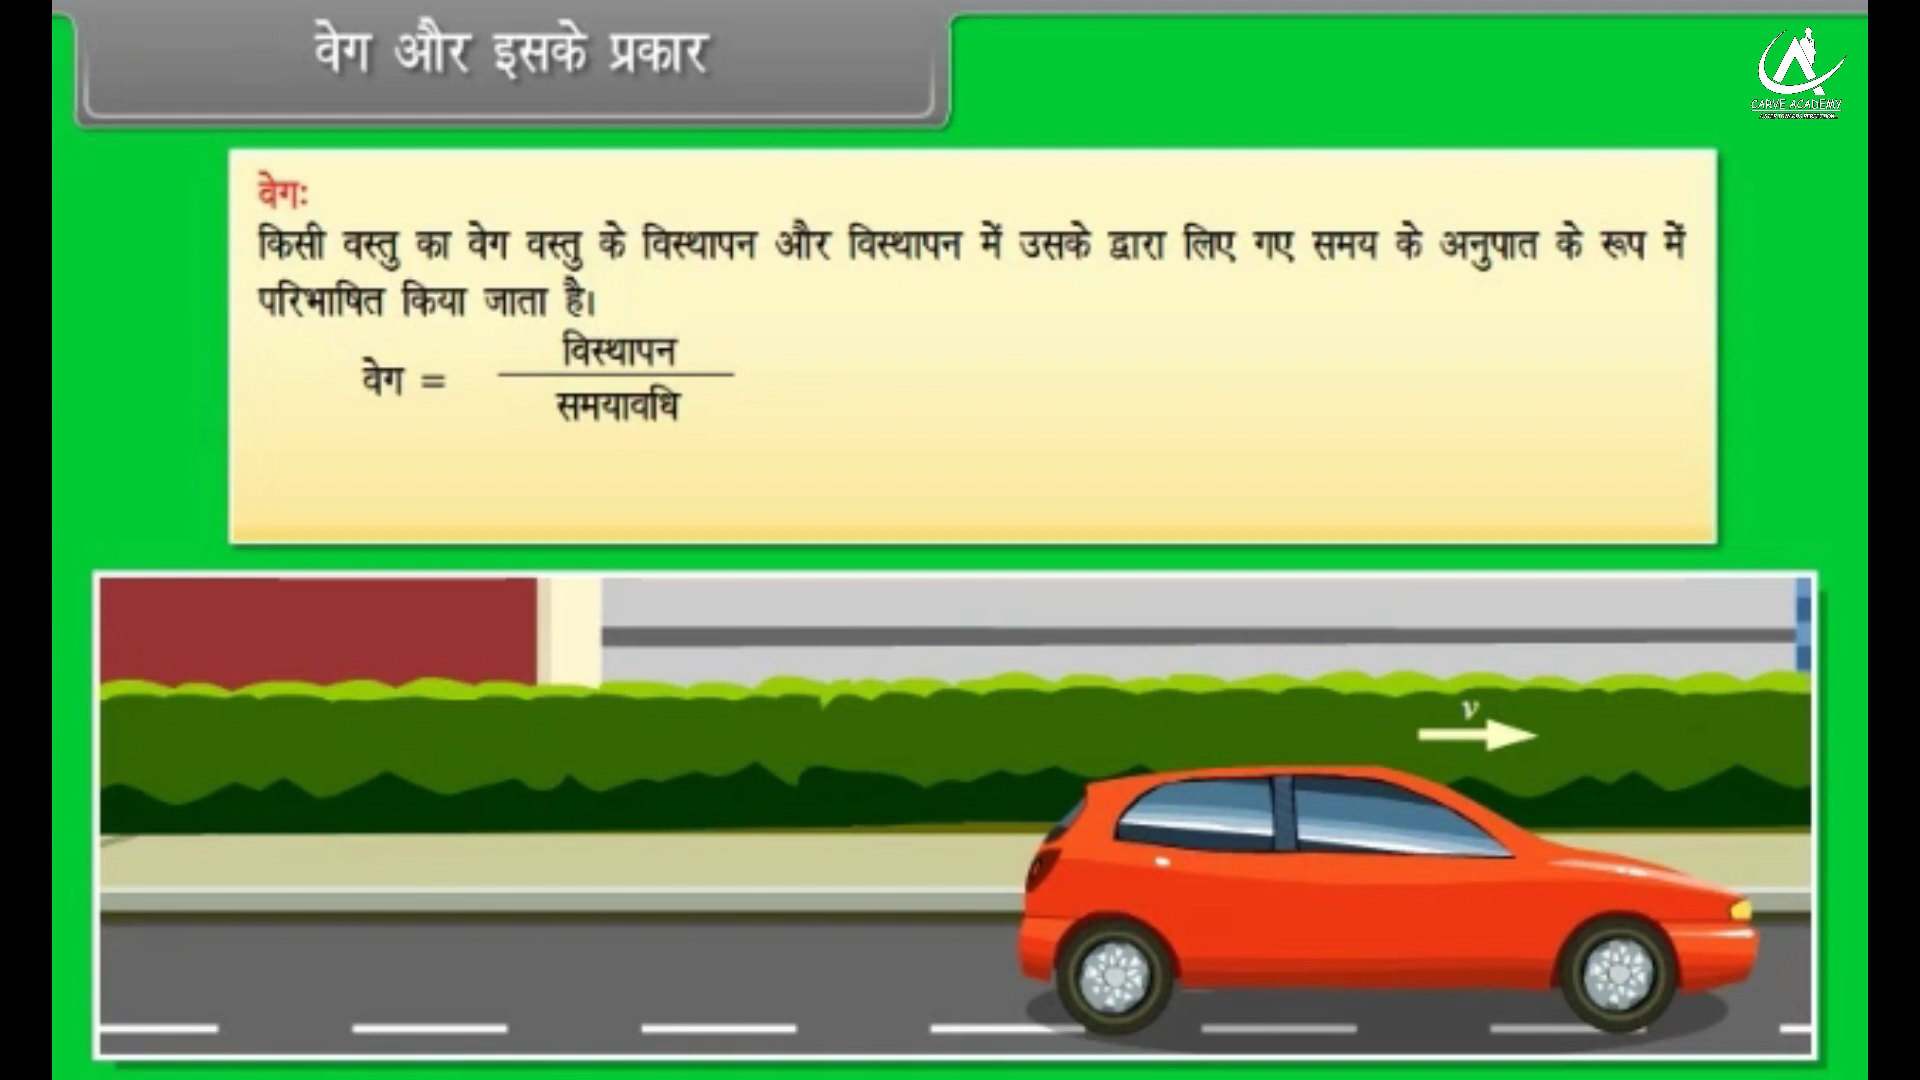 वेग और इसके प्रकार
CARVE ACADEMY
वेगः
किसी वस्तु का वेग वस्तु के विस्थापन और विस्थापन में उसके द्वारा लिए गए समय के अनुपात के रूप में
परिभाषित किया जाता है।
वेग = विस्थापन
समयावधि
v